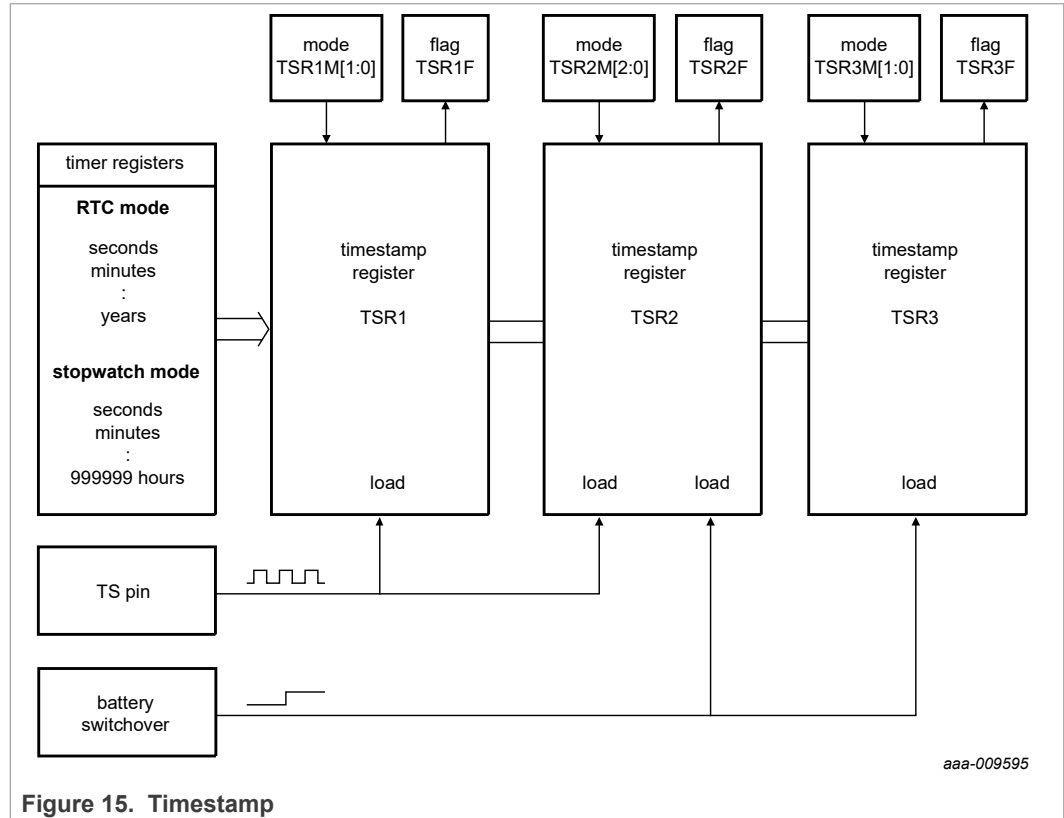 mode
TSR1M[1:0]
flag
TSR1F
mode
TSR2M[2:0]
flag
TSR2F
mode
TSR3M[1:0]
flag
TSR3F
timer registers
RTC mode
seconds
minutes
:
years
stopwatch mode
seconds
minutes
:
999999 hours
timestamp
register
TSR1
load
timestamp
register
TSR2
load
load
timestamp
register
TSR3
load
TS pin
battery
switchover
aaa-009595
Figure 15. Timestamp